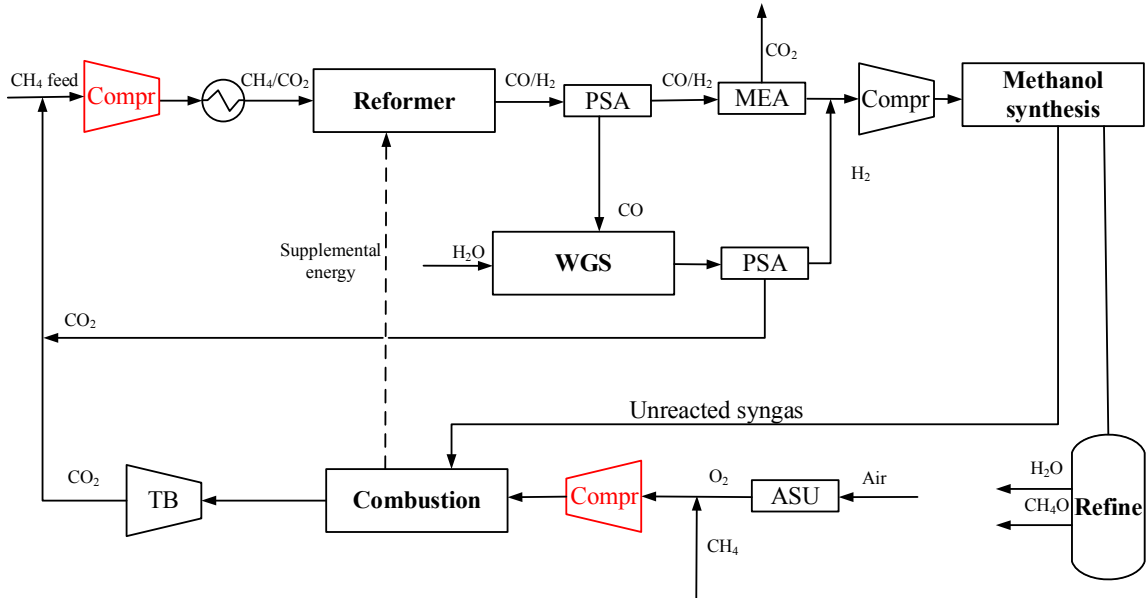 CH₄ feed
Compr
CH₄/CO₂
Reformer
CO/H₂
PSA
CO/H₂
MEA
CO₂
Compr
Methanol
synthesis
CO
H₂
Supplemental
energy
H₂O
WGS
PSA
CO₂
Unreacted syngas
CO₂
TB
Combustion
Compr
O₂
ASU
Air
CH₄
H₂O
CH₄O
Refine